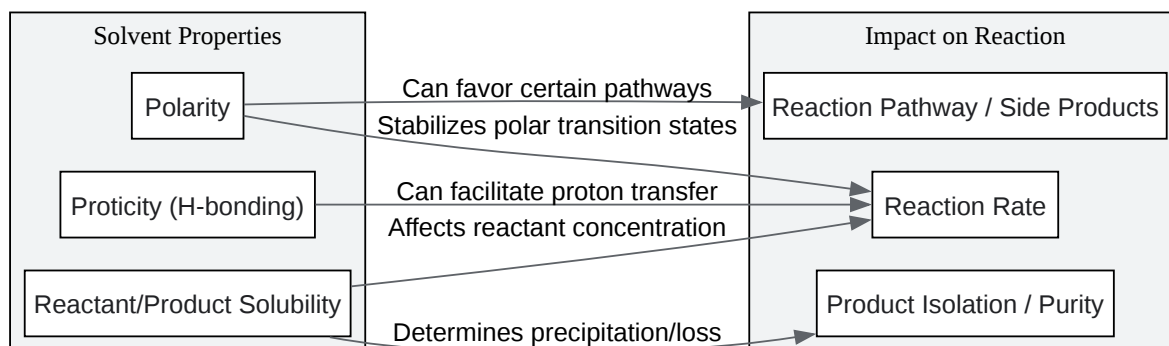 Solvent Properties
Impact on Reaction
Polarity
Can favor certain pathways
Reaction Pathway / Side Products
Stabilizes polar transition states
Proticity (H-bonding)
Can facilitate proton transfer
Reaction Rate
Affects reactant concentration
Reactant/Product Solubility
Product Isolation / Purity
Determines precipitation/loss